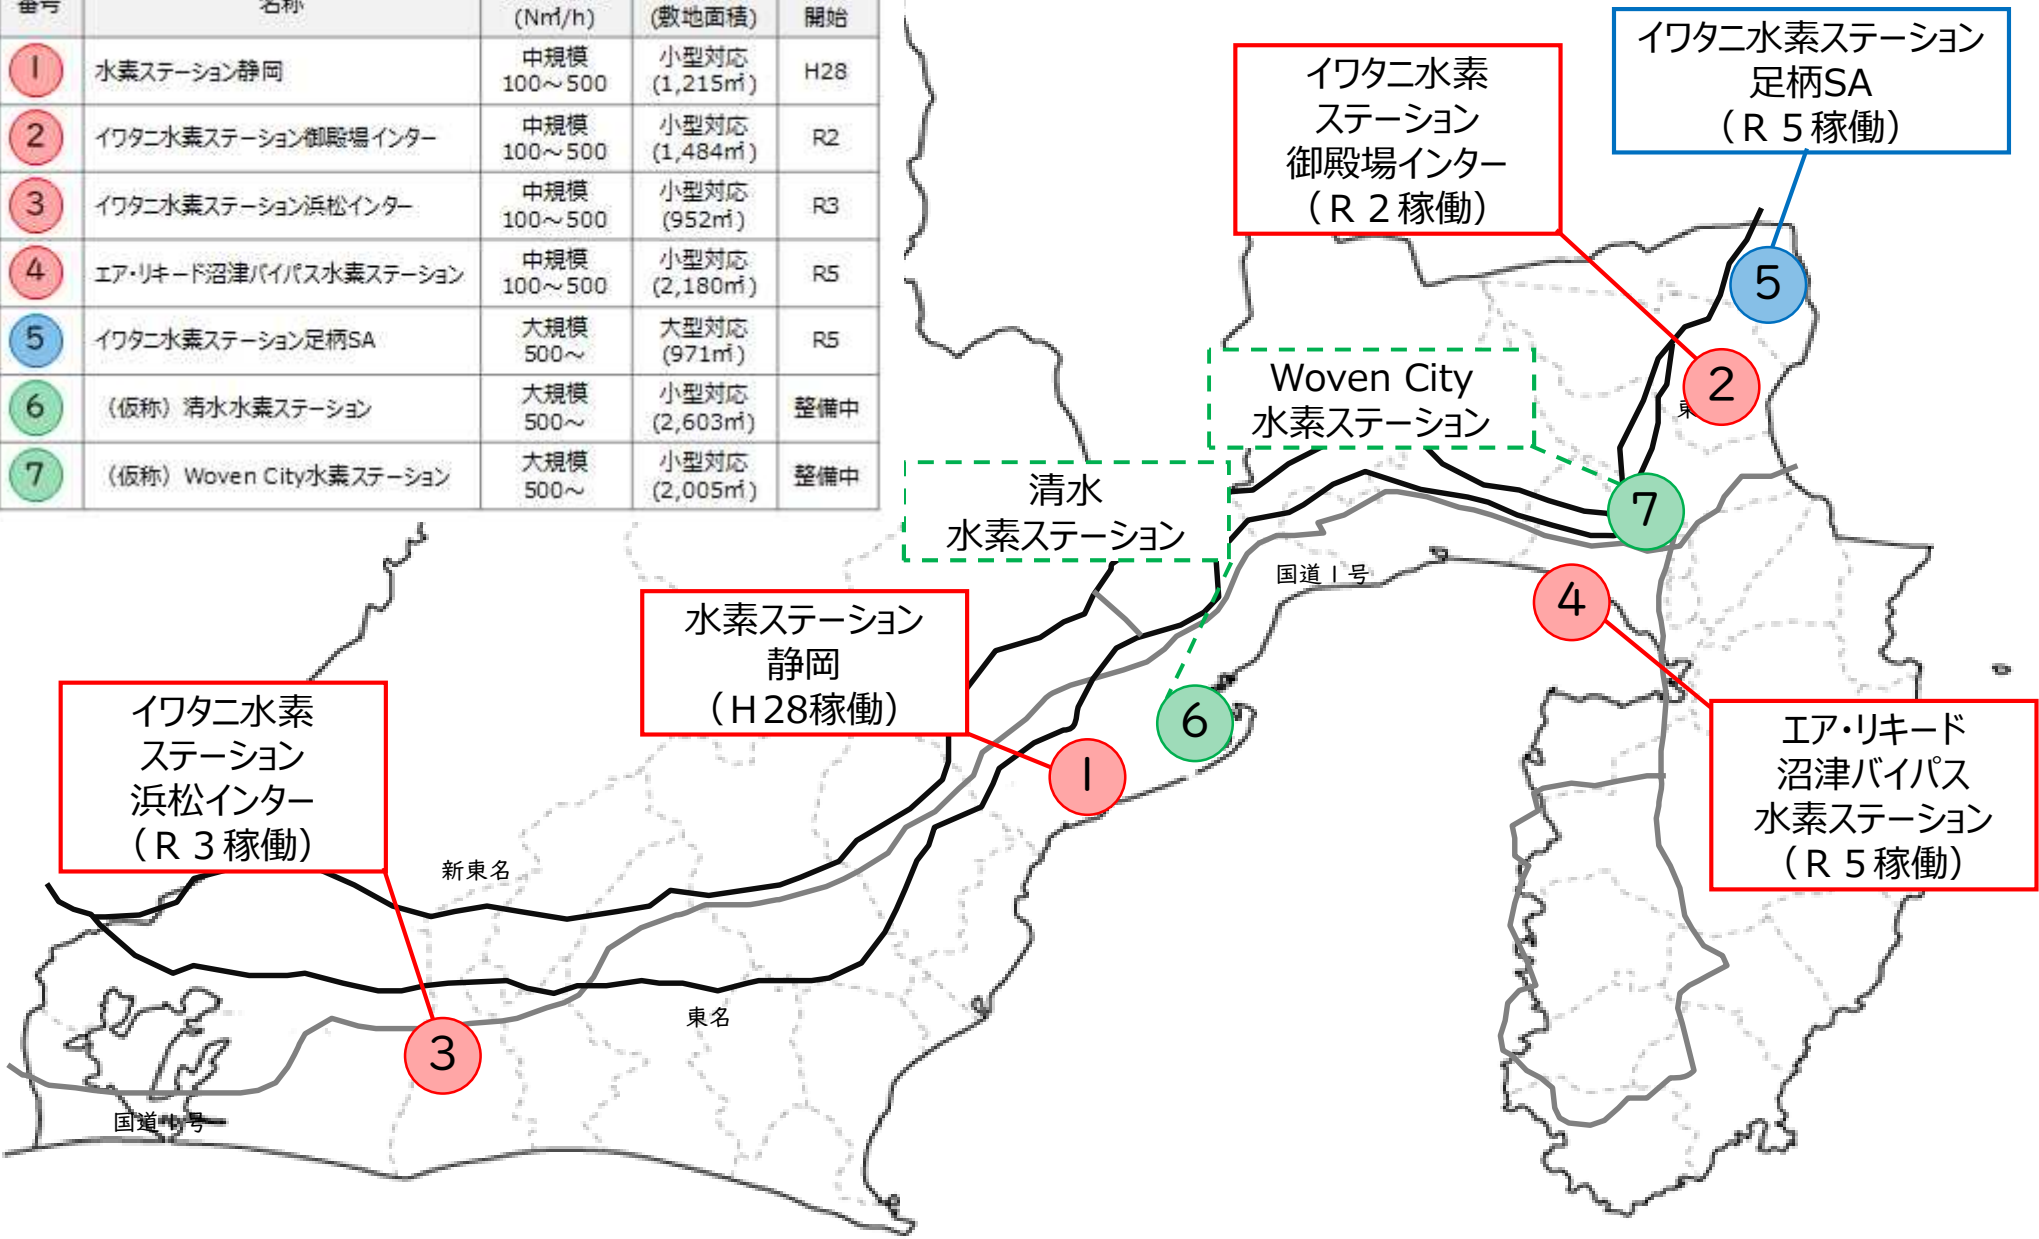 番号 名称 (Nm³/h) (敷地面積) 開始
1 水素ステーション静岡 中規模 100～500 小型対応 (1,215㎡) H28
2 イワタニ水素ステーション御殿場インター 中規模 100～500 小型対応 (1,484㎡) R2
3 イワタニ水素ステーション浜松インター 中規模 100～500 小型対応 (952㎡) R3
4 エア・リキード沼津バイパス水素ステーション 中規模 100～500 小型対応 (2,180㎡) R5
5 イワタニ水素ステーション足柄SA 大規模 500～ 大型対応 (971㎡) R5
6 （仮称）清水水素ステーション 大規模 500～ 小型対応 (2,603㎡) 整備中
7 （仮称）Woven City水素ステーション 大規模 500～ 小型対応 (2,005㎡) 整備中
イワタニ水素ステーション
足柄SA
（R５稼働）
イワタニ水素
ステーション
御殿場インター
（R２稼働）
5
2
東
Woven City
水素ステーション
7
清水
水素ステーション
国道1号
4
水素ステーション
静岡
（H28稼働）
6
1
エア・リキード
沼津バイパス
水素ステーション
（R５稼働）
イワタニ水素
ステーション
浜松インター
（R３稼働）
新東名
東名
3
国道1号